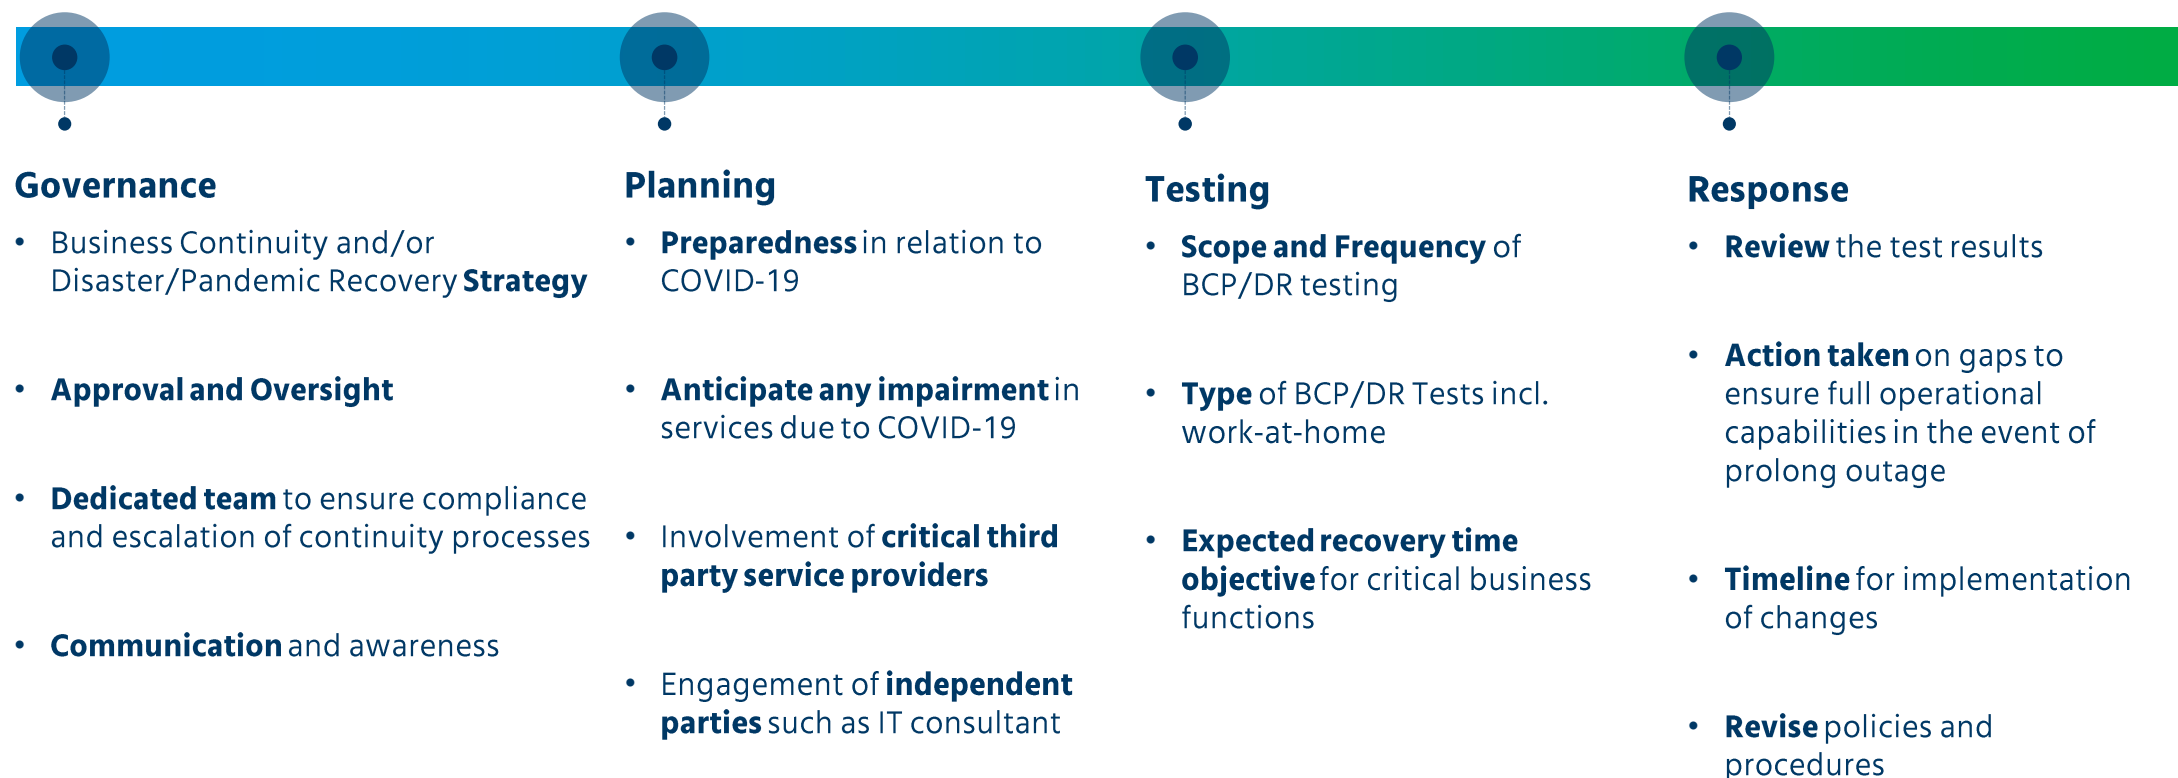 Governance
• Business Continuity and/or
Disaster/Pandemic Recovery Strategy
• Approval and Oversight
• Dedicated team to ensure compliance
and escalation of continuity processes
• Communication and awareness
Planning
• Preparedness in relation to
COVID-19
• Anticipate any impairment in
services due to COVID-19
• Involvement of critical third
party service providers
• Engagement of independent
parties such as IT consultant
Testing
• Scope and Frequency of
BCP/DR testing
• Type of BCP/DR Tests incl.
work-at-home
• Expected recovery time
objective for critical business
functions
Response
• Review the test results
• Action taken on gaps to
ensure full operational
capabilities in the event of
prolong outage
• Timeline for implementation
of changes
• Revise policies and
procedures